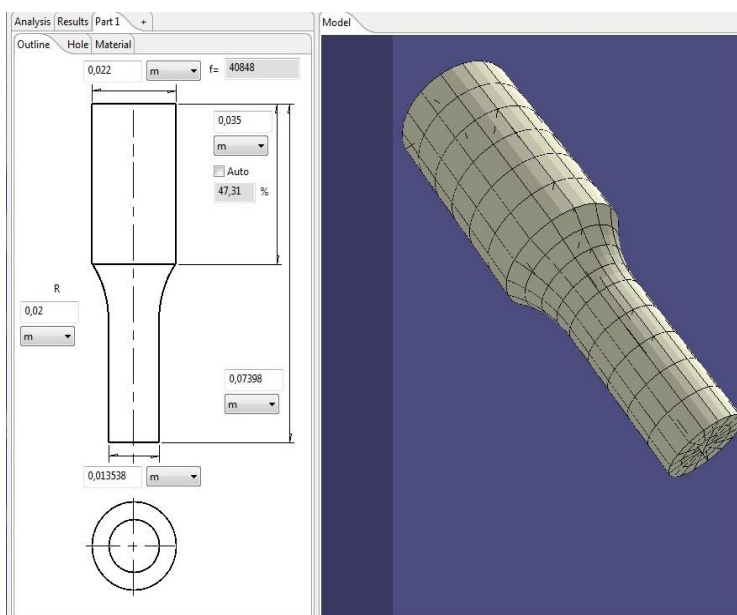 Analysis Results Part 1 +
Model
Outline Hole Material
0,022 m f= 40848
0,035
m
Auto
47,31 %
R
0,02
m
0,07398
m
0,013538 m